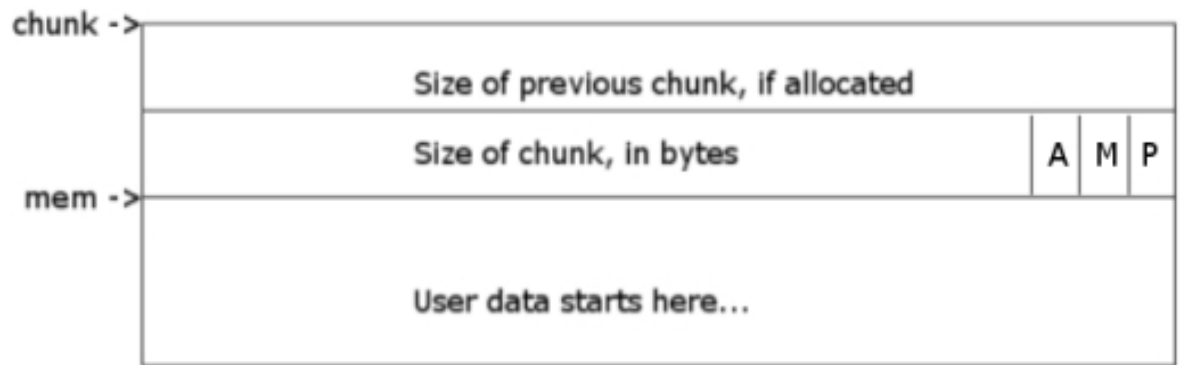 chunk ->
Size of previous chunk, if allocated
Size of chunk, in bytes A M P
mem ->
User data starts here...